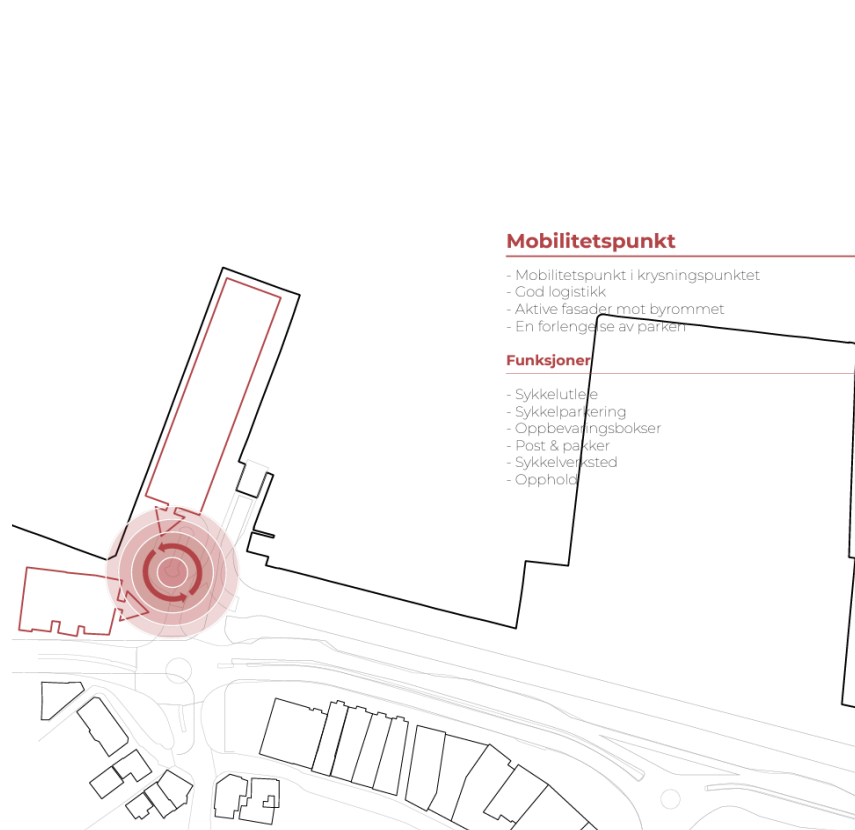 Mobilitetspunkt
- Mobilitetspunkt i krysningspunktet
- God logistikk
- Aktive fasader mot byrommet
- En forlengelse av parken
Funksjoner
- Sykkelutleie
- Sykkelparkering
- Oppbevaringsbokser
- Post & pakker
- Sykkelverksted
- Opphold